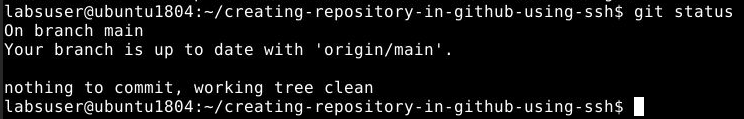 labsuser@ubuntu1804:~/creating-repository-in-github-using-ssh$ git status
On branch main
Your branch is up to date with 'origin/main'.
nothing to commit, working tree clean
labsuser@ubuntu1804:~/creating-repository-in-github-using-ssh$